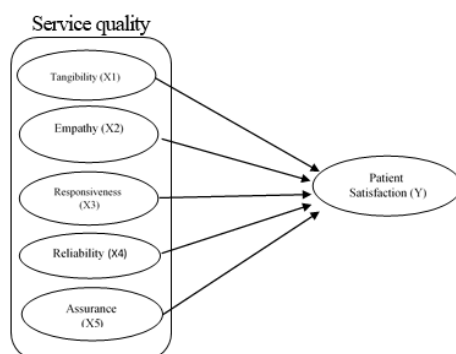 Service quality
Tangibility (X1)
Empathy (X2)
Responsiveness
(X3)
Reliability (X4)
Assurance
(X5)
Patient
Satisfaction (Y)